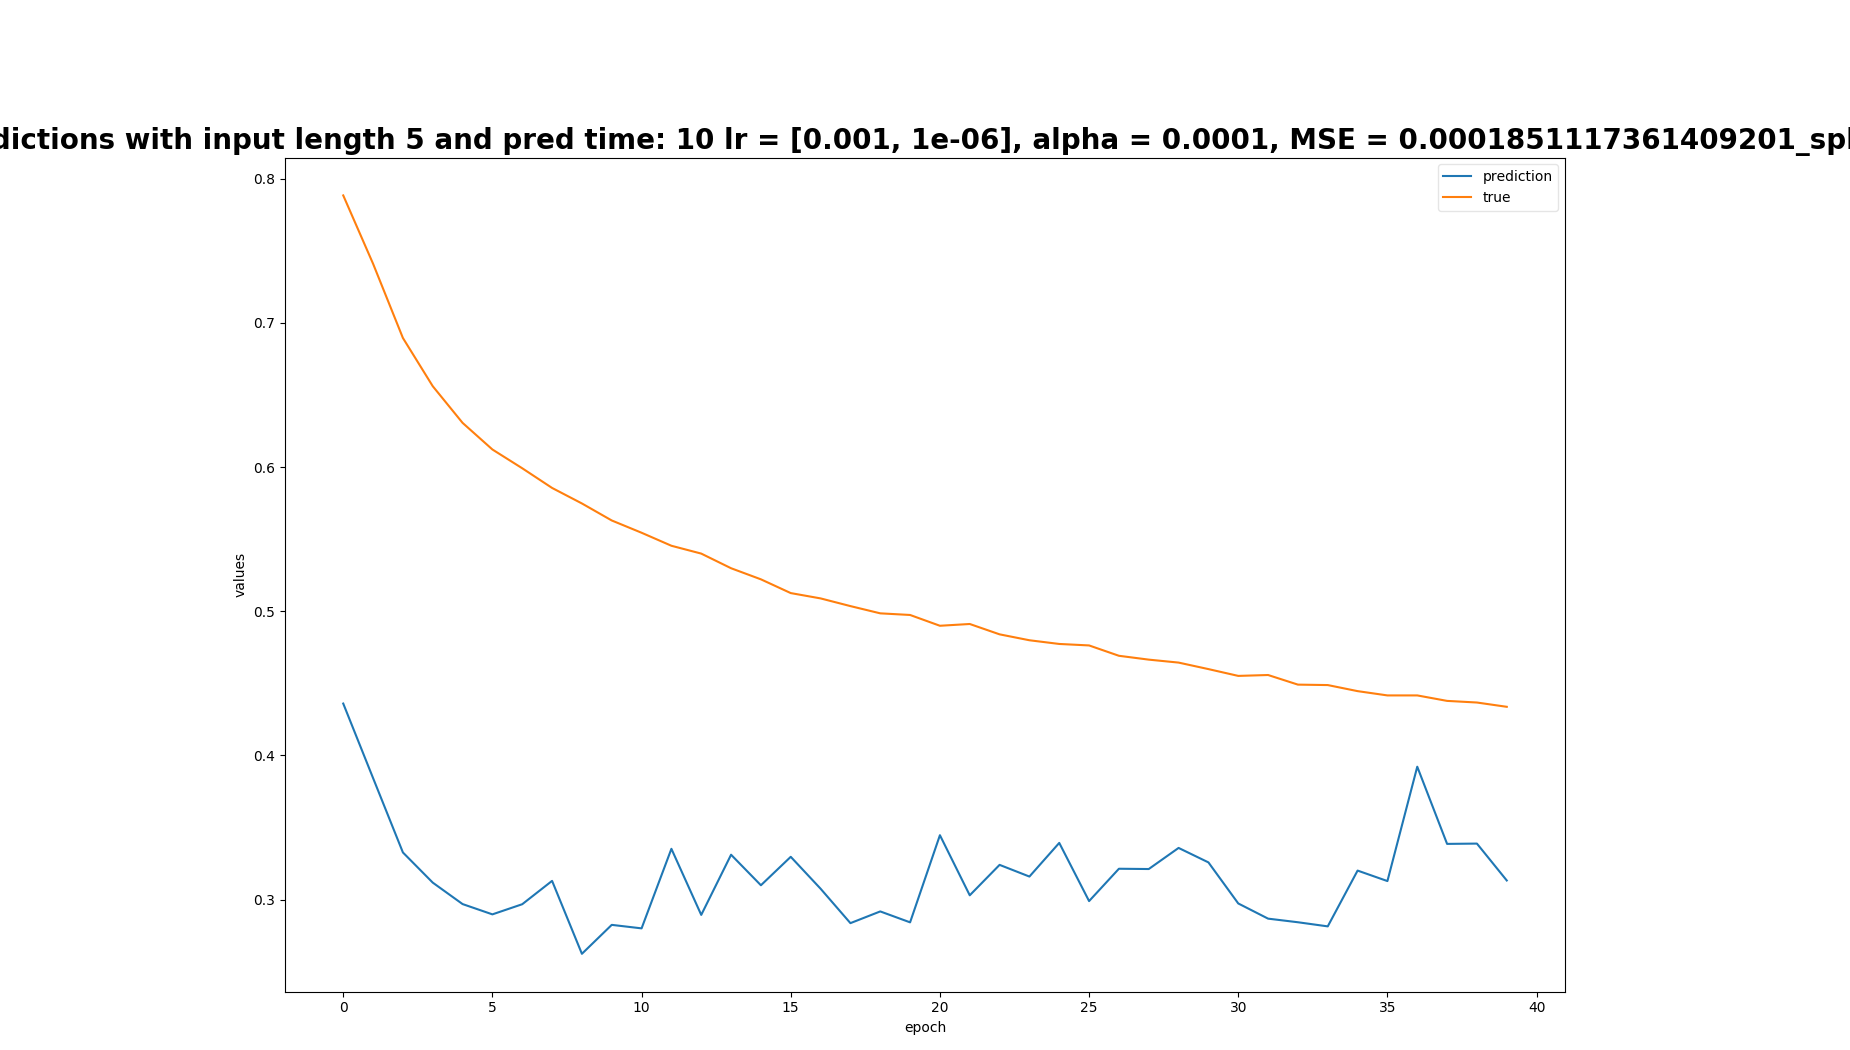 dictions with input length 5 and pred time: 10 lr = [0.001, 1e-06], alpha = 0.0001, MSE = 0.0001851117361409201_spl
prediction
true
0.8
0.7
0.6
0.5
0.4
0.3
values
0 5 10 15 20 25 30 35 40
epoch